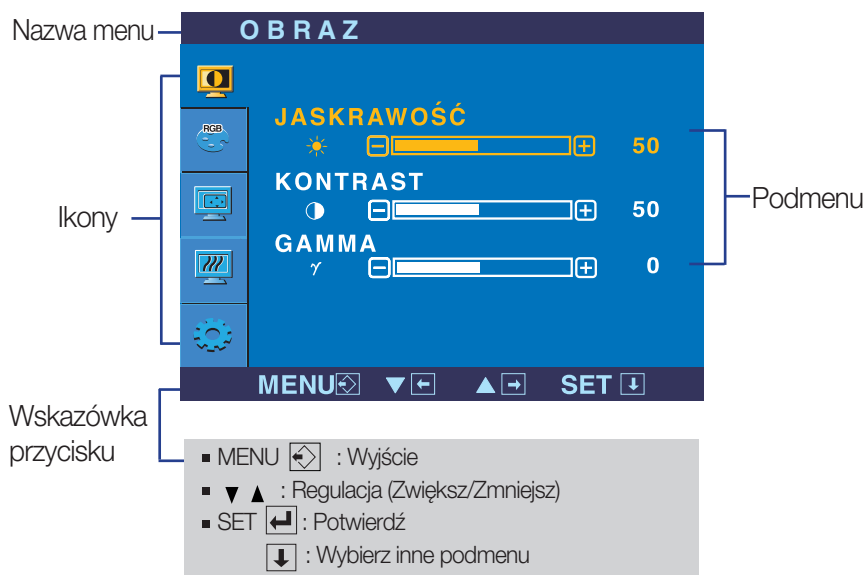 Nazwa menu
OBRAZ
RGB
JASKRAWOŚĆ
50
KONTRAST
50
GAMMA
γ 0
Ikony
Podmenu
MENU ▼ ▲ SET
Wskazówka
przycisku
▪ MENU : Wyjście
▪ ▼ ▲ : Regulacja (Zwiększ/Zmniejsz)
▪ SET : Potwierdź
: Wybierz inne podmenu